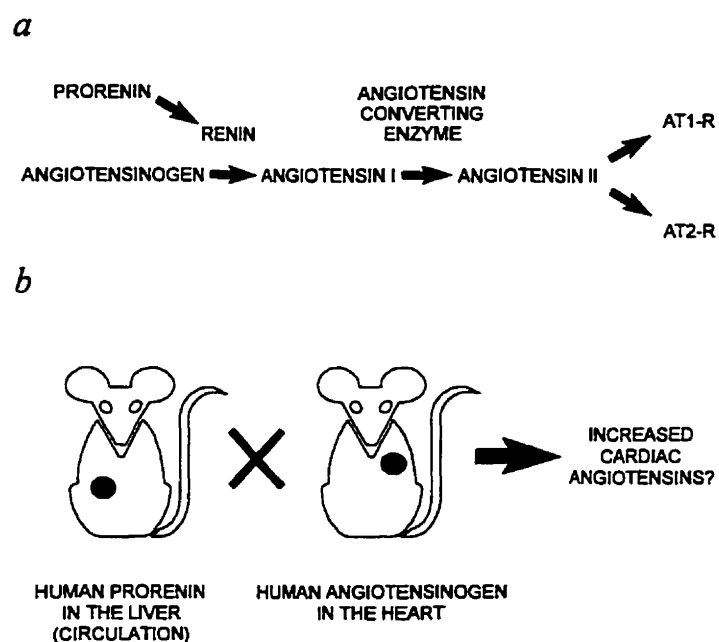 a
PRORENIN
RENIN
ANGIOTENSIN
CONVERTING
ENZYME
AT1-R
ANGIOTENSINOGEN
ANGIOTENSIN I
ANGIOTENSIN II
AT2-R
b
INCREASED
CARDIAC
ANGIOTENSINS?
HUMAN PRORENIN
IN THE LIVER
(CIRCULATION)
HUMAN ANGIOTENSINOGEN
IN THE HEART